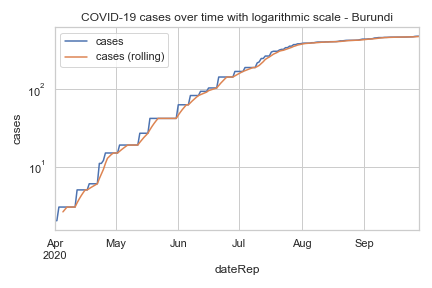 COVID-19 cases over time with logarithmic scale - Burundi
cases
cases (rolling)
10²
10¹
cases
Apr
2020
May
Jun
Jul
Aug
Sep
dateRep